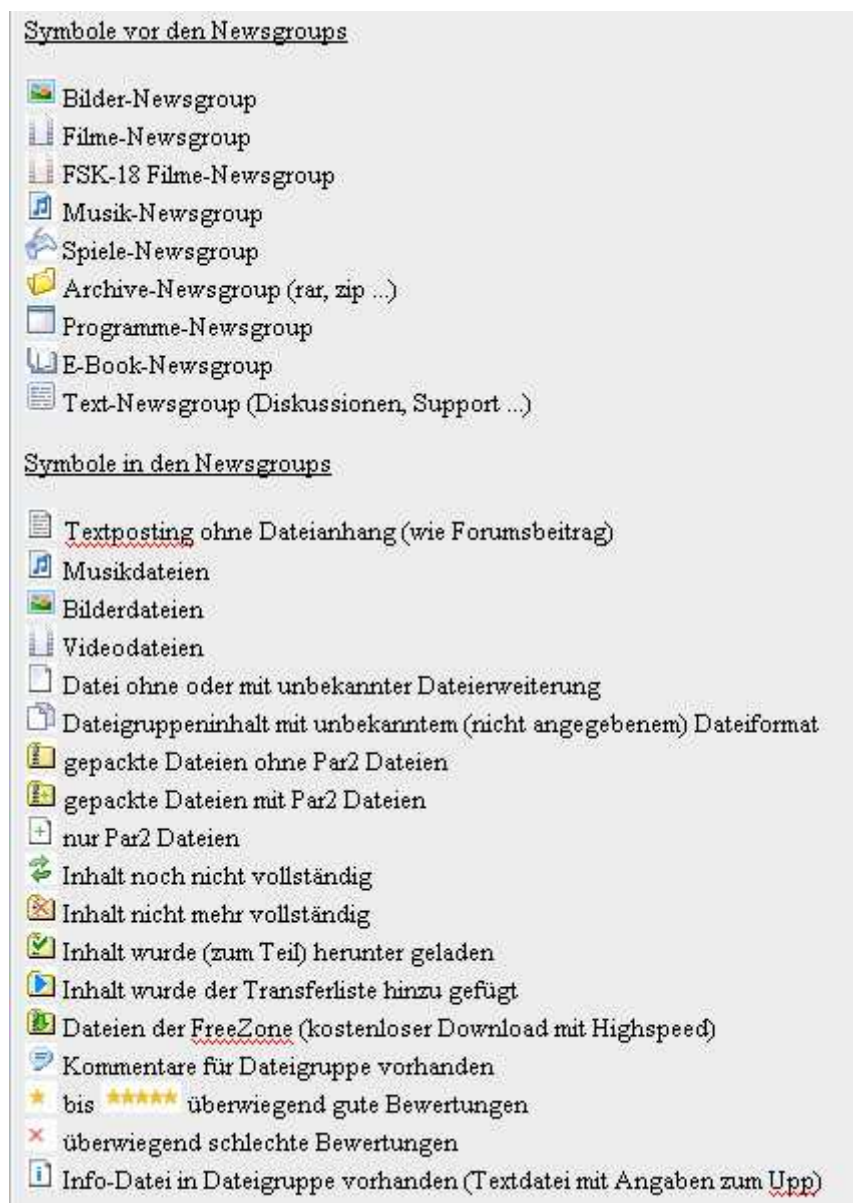 Symbole vor den Newsgroups
Bilder-Newsgroup
Filme-Newsgroup
FSK-18 Filme-Newsgroup
Musik-Newsgroup
Spiele-Newsgroup
Archive-Newsgroup (rar, zip ...)
Programme-Newsgroup
E-Book-Newsgroup
Text-Newsgroup (Diskussionen, Support ...)
Symbole in den Newsgroups
Textposting ohne Dateianhang (wie Forumsbeitrag)
Musikdateien
Bilderdateien
Videodateien
Datei ohne oder mit unbekannter Dateierweiterung
Dateigruppeninhalt mit unbekanntem (nicht angegebenem) Dateiformat
gepackte Dateien ohne Par2 Dateien
gepackte Dateien mit Par2 Dateien
nur Par2 Dateien
Inhalt noch nicht vollständig
Inhalt nicht mehr vollständig
Inhalt wurde (zum Teil) herunter geladen
Inhalt wurde der Transferliste hinzu gefügt
Dateien der FreeZone (kostenloser Download mit Highspeed)
Kommentare für Dateigruppe vorhanden
bis überwiegend gute Bewertungen
überwiegend schlechte Bewertungen
Info-Datei in Dateigruppe vorhanden (Textdatei mit Angaben zum Upp)